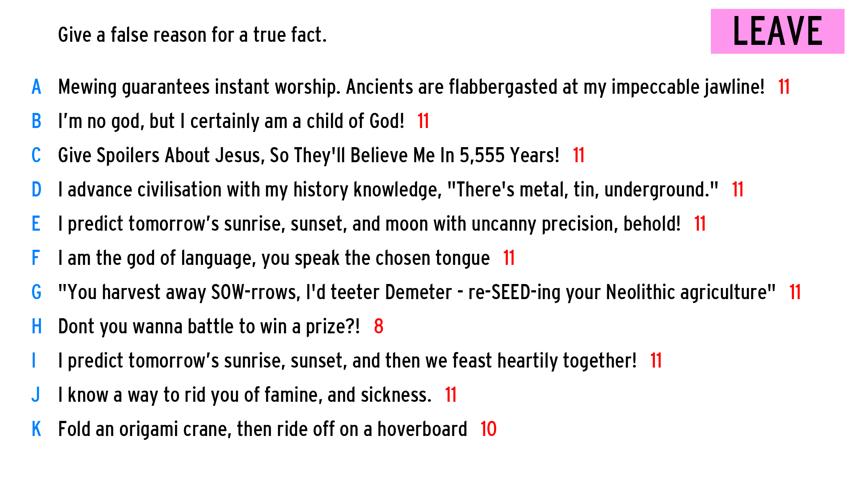 Give a false reason for a true fact.
LEAVE
A Mewing guarantees instant worship. Ancients are flabbergasted at my impeccable jawline! 11
B I'm no god, but I certainly am a child of God! 11
C Give Spoilers About Jesus, So They'll Believe Me In 5,555 Years! 11
D I advance civilisation with my history knowledge, "There's metal, tin, underground." 11
E I predict tomorrow's sunrise, sunset, and moon with uncanny precision, behold! 11
F I am the god of language, you speak the chosen tongue 11
G "You harvest away SOW-rrows, I'd teeter Demeter - re-SEED-ing your Neolithic agriculture" 11
H Dont you wanna battle to win a prize?! 8
I I predict tomorrow's sunrise, sunset, and then we feast heartily together! 11
J I know a way to rid you of famine, and sickness. 11
K Fold an origami crane, then ride off on a hoverboard 10